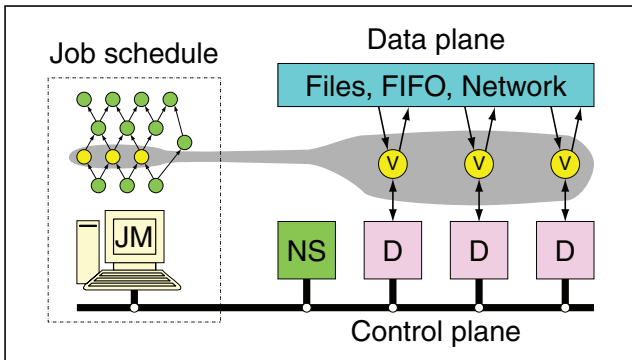 Job schedule
Data plane
Files, FIFO, Network
V V V
JM
NS D D D
Control plane